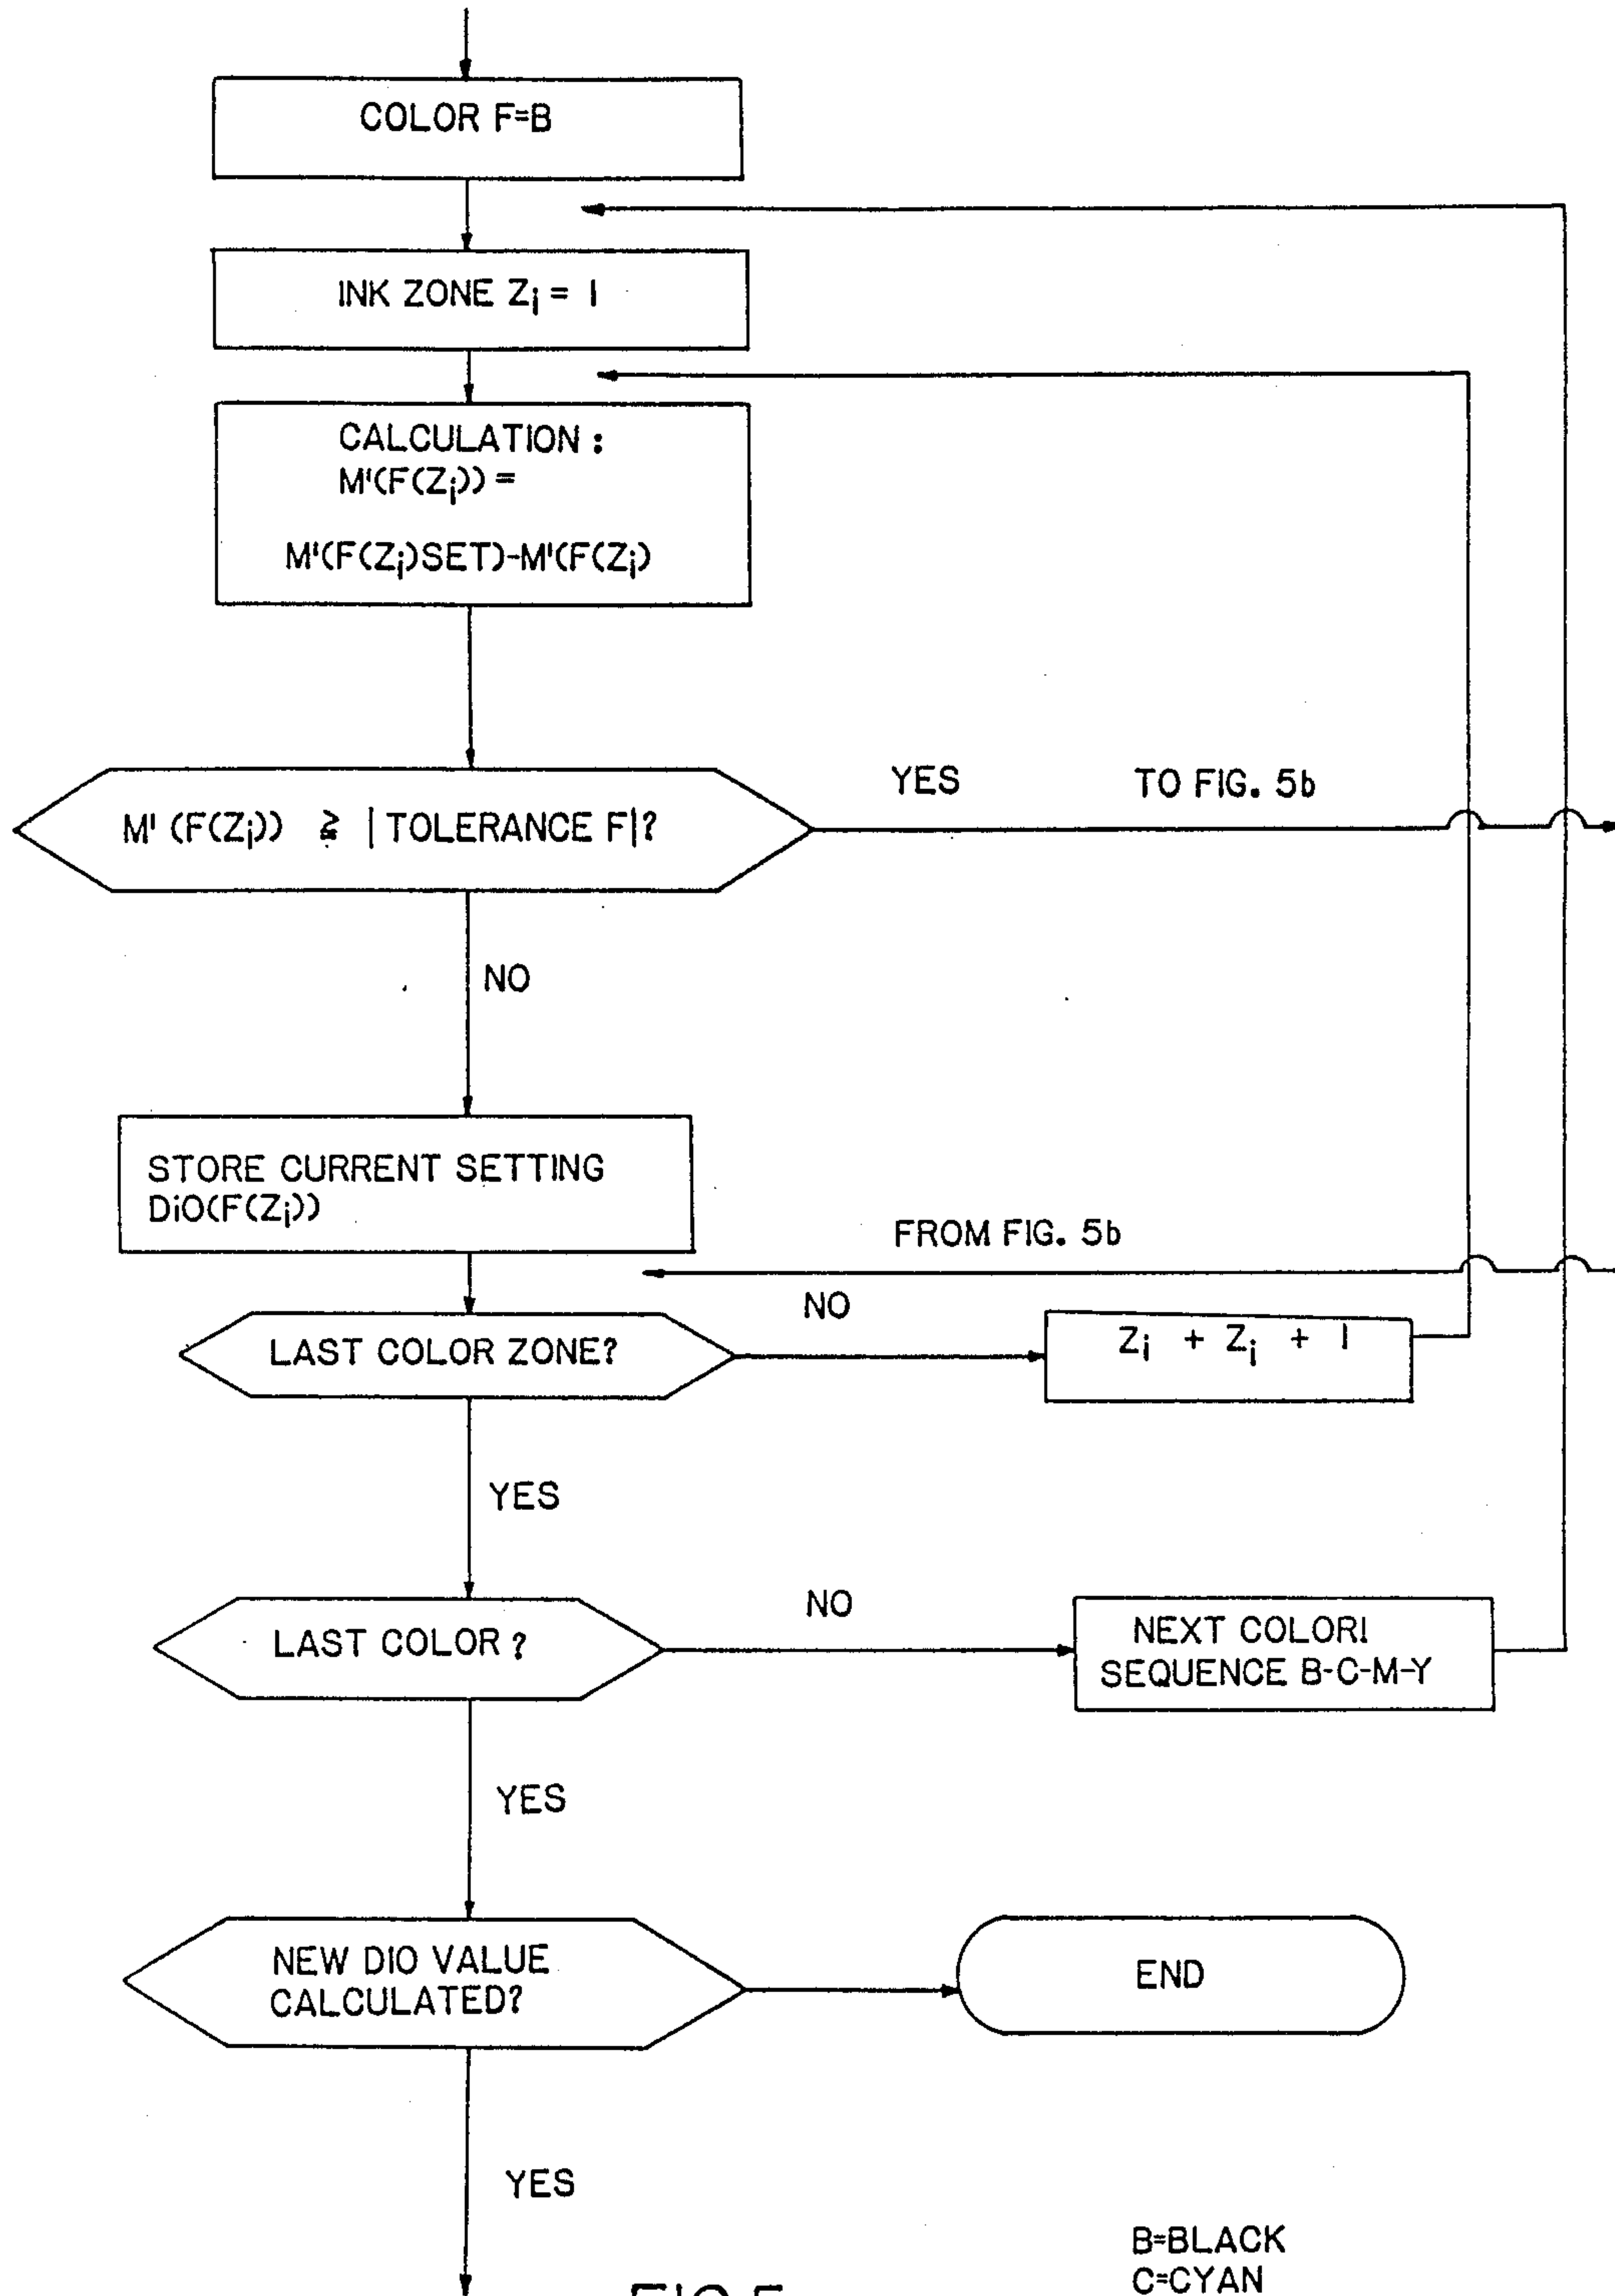 COLOR F=B
INK ZONE Zi = 1
CALCULATION :
M'(F(Zi)) =
M'(F(Zi)SET)-M'(F(Zi)
M' (F(Zi)) ≧ | TOLERANCE F|?
YES
TO FIG. 5b
NO
STORE CURRENT SETTING
DiO(F(Zi))
FROM FIG. 5b
LAST COLOR ZONE?
NO
Zi + Zi + 1
YES
LAST COLOR ?
NO
NEXT COLOR!
SEQUENCE B-C-M-Y
YES
NEW DIO VALUE
CALCULATED?
END
YES
B=BLACK
C=CYAN